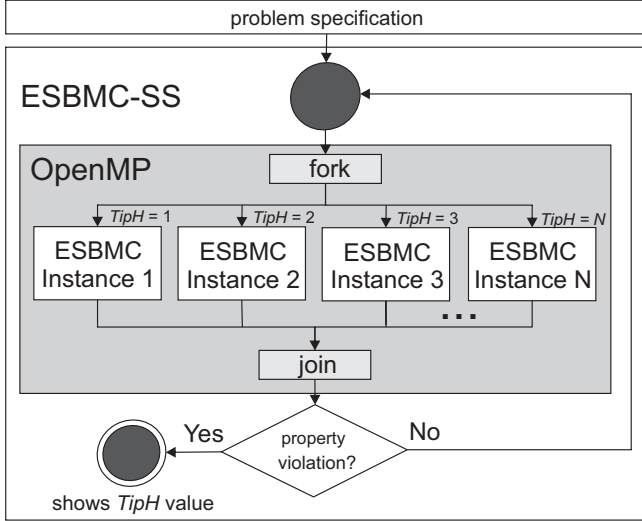 problem specification
ESBMC-SS
OpenMP
fork
TipH = 1
TipH = 2
TipH = 3
TipH = N
ESBMC
Instance 1
ESBMC
Instance 2
ESBMC
Instance 3
ESBMC
Instance N
...
join
Yes
property
violation?
No
shows TipH value